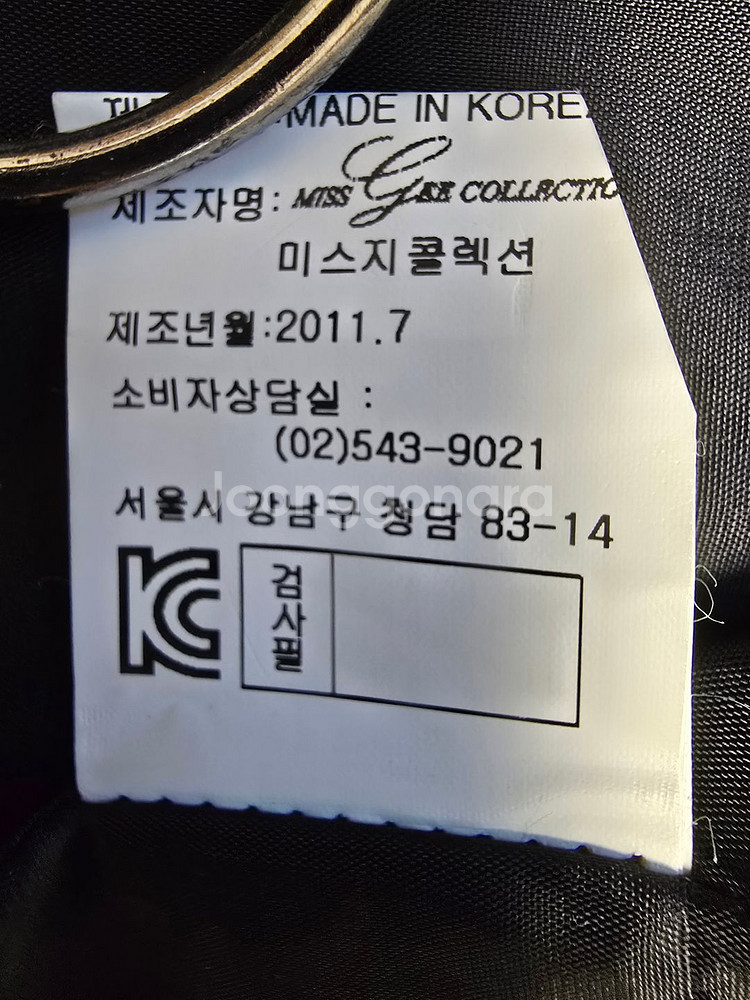 MADE IN KORE
제조자명: MISS GEE COLLECTIO
미스지콜렉션
제조년월:2011.7
소비자상담실 :
(02)543-9021
서울시 강남구 청담 83-14
Joonggonara
KC
검사필